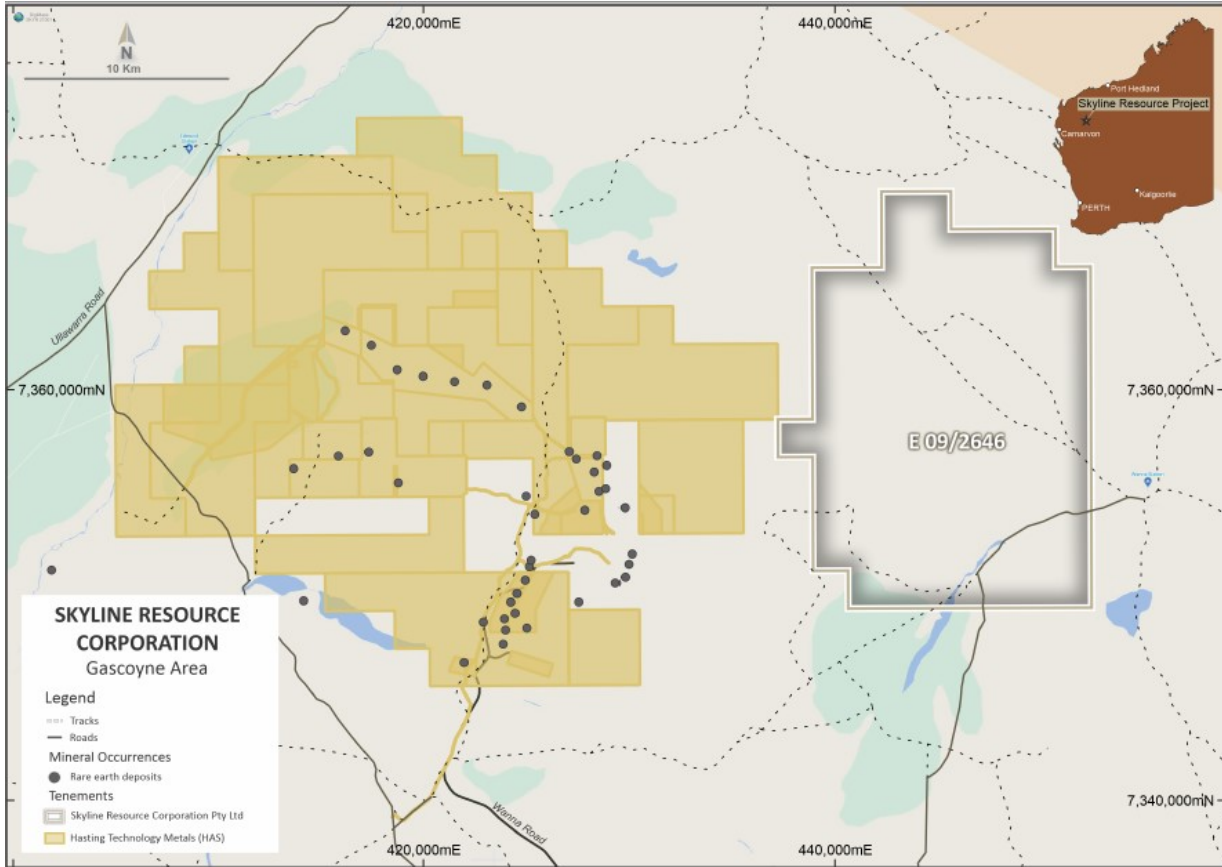 420,000mE
440,000mE
N
10 Km
Port Hedland
Skyline Resource Project
Carnarvon
Kalgoorlie
PERTH
Ullawarra Road
7,360,000mN
7,360,000mN
E 09/2646
SKYLINE RESOURCE
CORPORATION
Gascoyne Area
Legend
Tracks
Roads
Mineral Occurrences
Rare earth deposits
Tenements
Skyline Resource Corporation Pty Ltd
Hasting Technology Metals (HAS)
7,340,000mN
Wanna Road
420,000mE
440,000mE